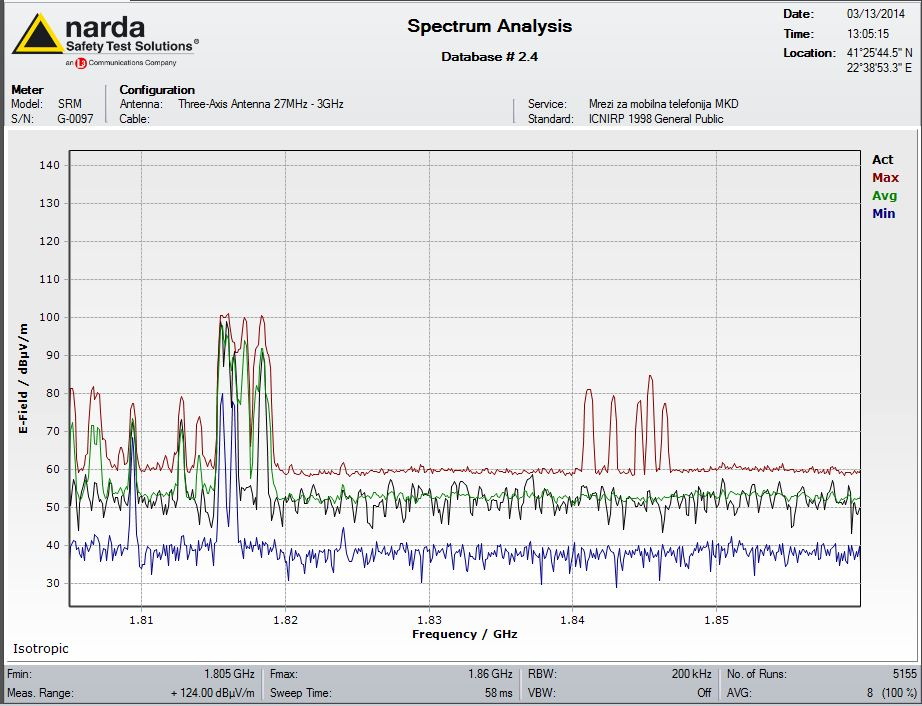 narda
Safety Test Solutions®
an L3 Communications Company
Spectrum Analysis
Database # 2.4
Date: 03/13/2014
Time: 13:05:15
Location: 41°25'44.5" N
22°38'53.3" E
Meter
Model: SRM
S/N: G-0097
Configuration
Antenna: Three-Axis Antenna 27MHz - 3GHz
Cable:
Service: Mrezi za mobilna telefonija MKD
Standard: ICNIRP 1998 General Public
Act
Max
Avg
Min
E-Field / dBµV/m
140
130
120
110
100
90
80
70
60
50
40
30
1.81 1.82 1.83 1.84 1.85
Frequency / GHz
Isotropic
Fmin: 1.805 GHz Fmax: 1.86 GHz RBW: 200 kHz No. of Runs: 5155
Meas. Range: + 124.00 dBµV/m Sweep Time: 58 ms VBW: Off AVG: 8 (100 %)